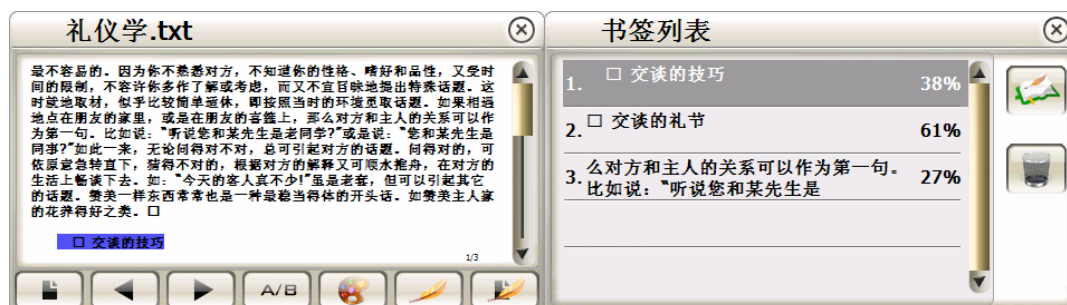 礼仪学.txt
最不容易的。因为你不熟悉对方，不知道你的性格、嗜好和品性，又受时
间的限制，不容许你多作了解或考虑，而又不宜冒昧地提出特殊话题。这
时就地取材，似乎比较简单适体，即按照当时的环境觅取话题。如果相遇
地点在朋友的家里，或是在朋友的喜筵上，那么对方和主人的关系可以作
为第一句。比如说：“听说您和某先生是老同学？”或是说：“您和某先生是
同事？”如此一来，无论问得对不对，总可引起对方的话题。问得对的，可
依原意急转直下，猜得不对的，根据对方的解释又可顺水推舟，在对方的
生活上畅谈下去。如：“今天的客人真不少！”虽是老套，但可以引起其它
的话题。赞美一样东西常常也是一种最稳当得体的开头话。如赞美主人家
的花养得好之类。□
□ 交谈的技巧
1/3
A/B
书签列表
1. □ 交谈的技巧 38%
2. □ 交谈的礼节 61%
3. 么对方和主人的关系可以作为第一句。 27%
比如说：“听说您和某先生是